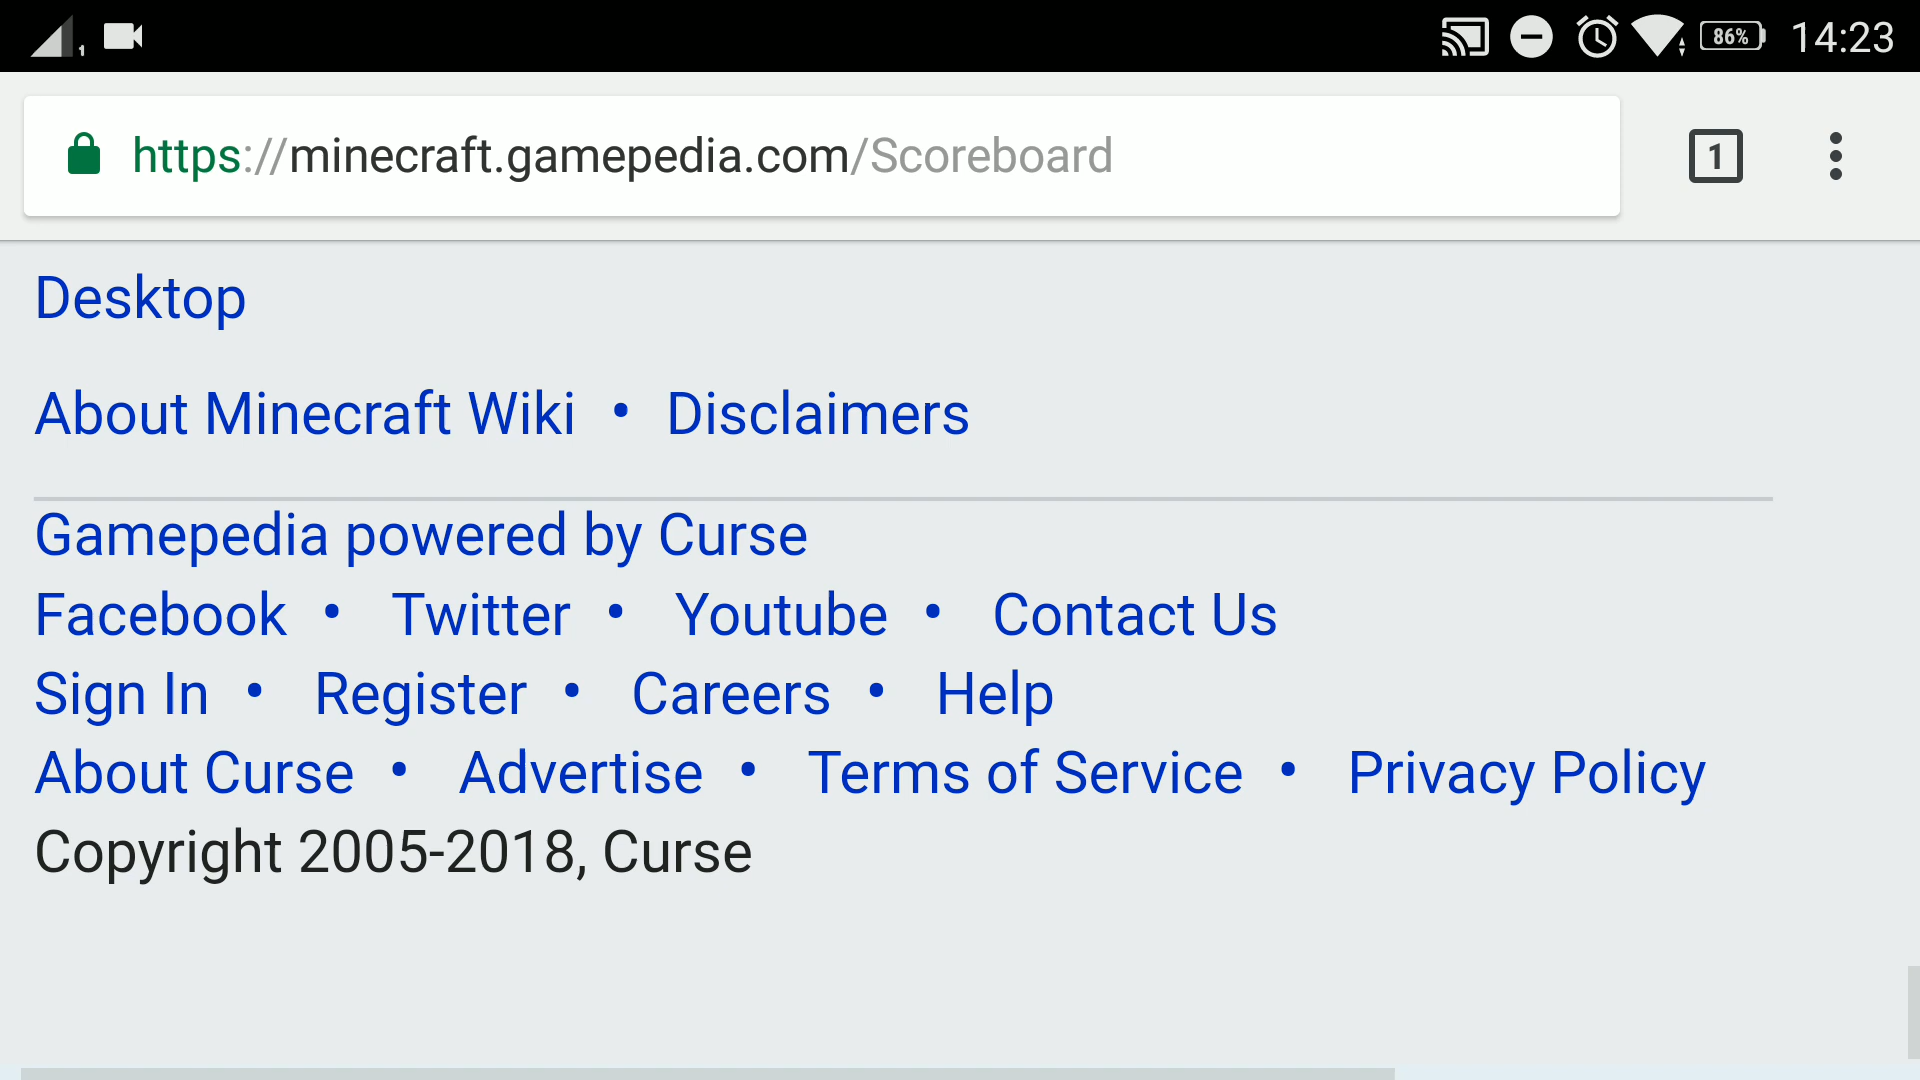 1 86% 14:23
https://minecraft.gamepedia.com/Scoreboard 1
Desktop
About Minecraft Wiki • Disclaimers
Gamepedia powered by Curse
Facebook • Twitter • Youtube • Contact Us
Sign In • Register • Careers • Help
About Curse • Advertise • Terms of Service • Privacy Policy
Copyright 2005-2018, Curse